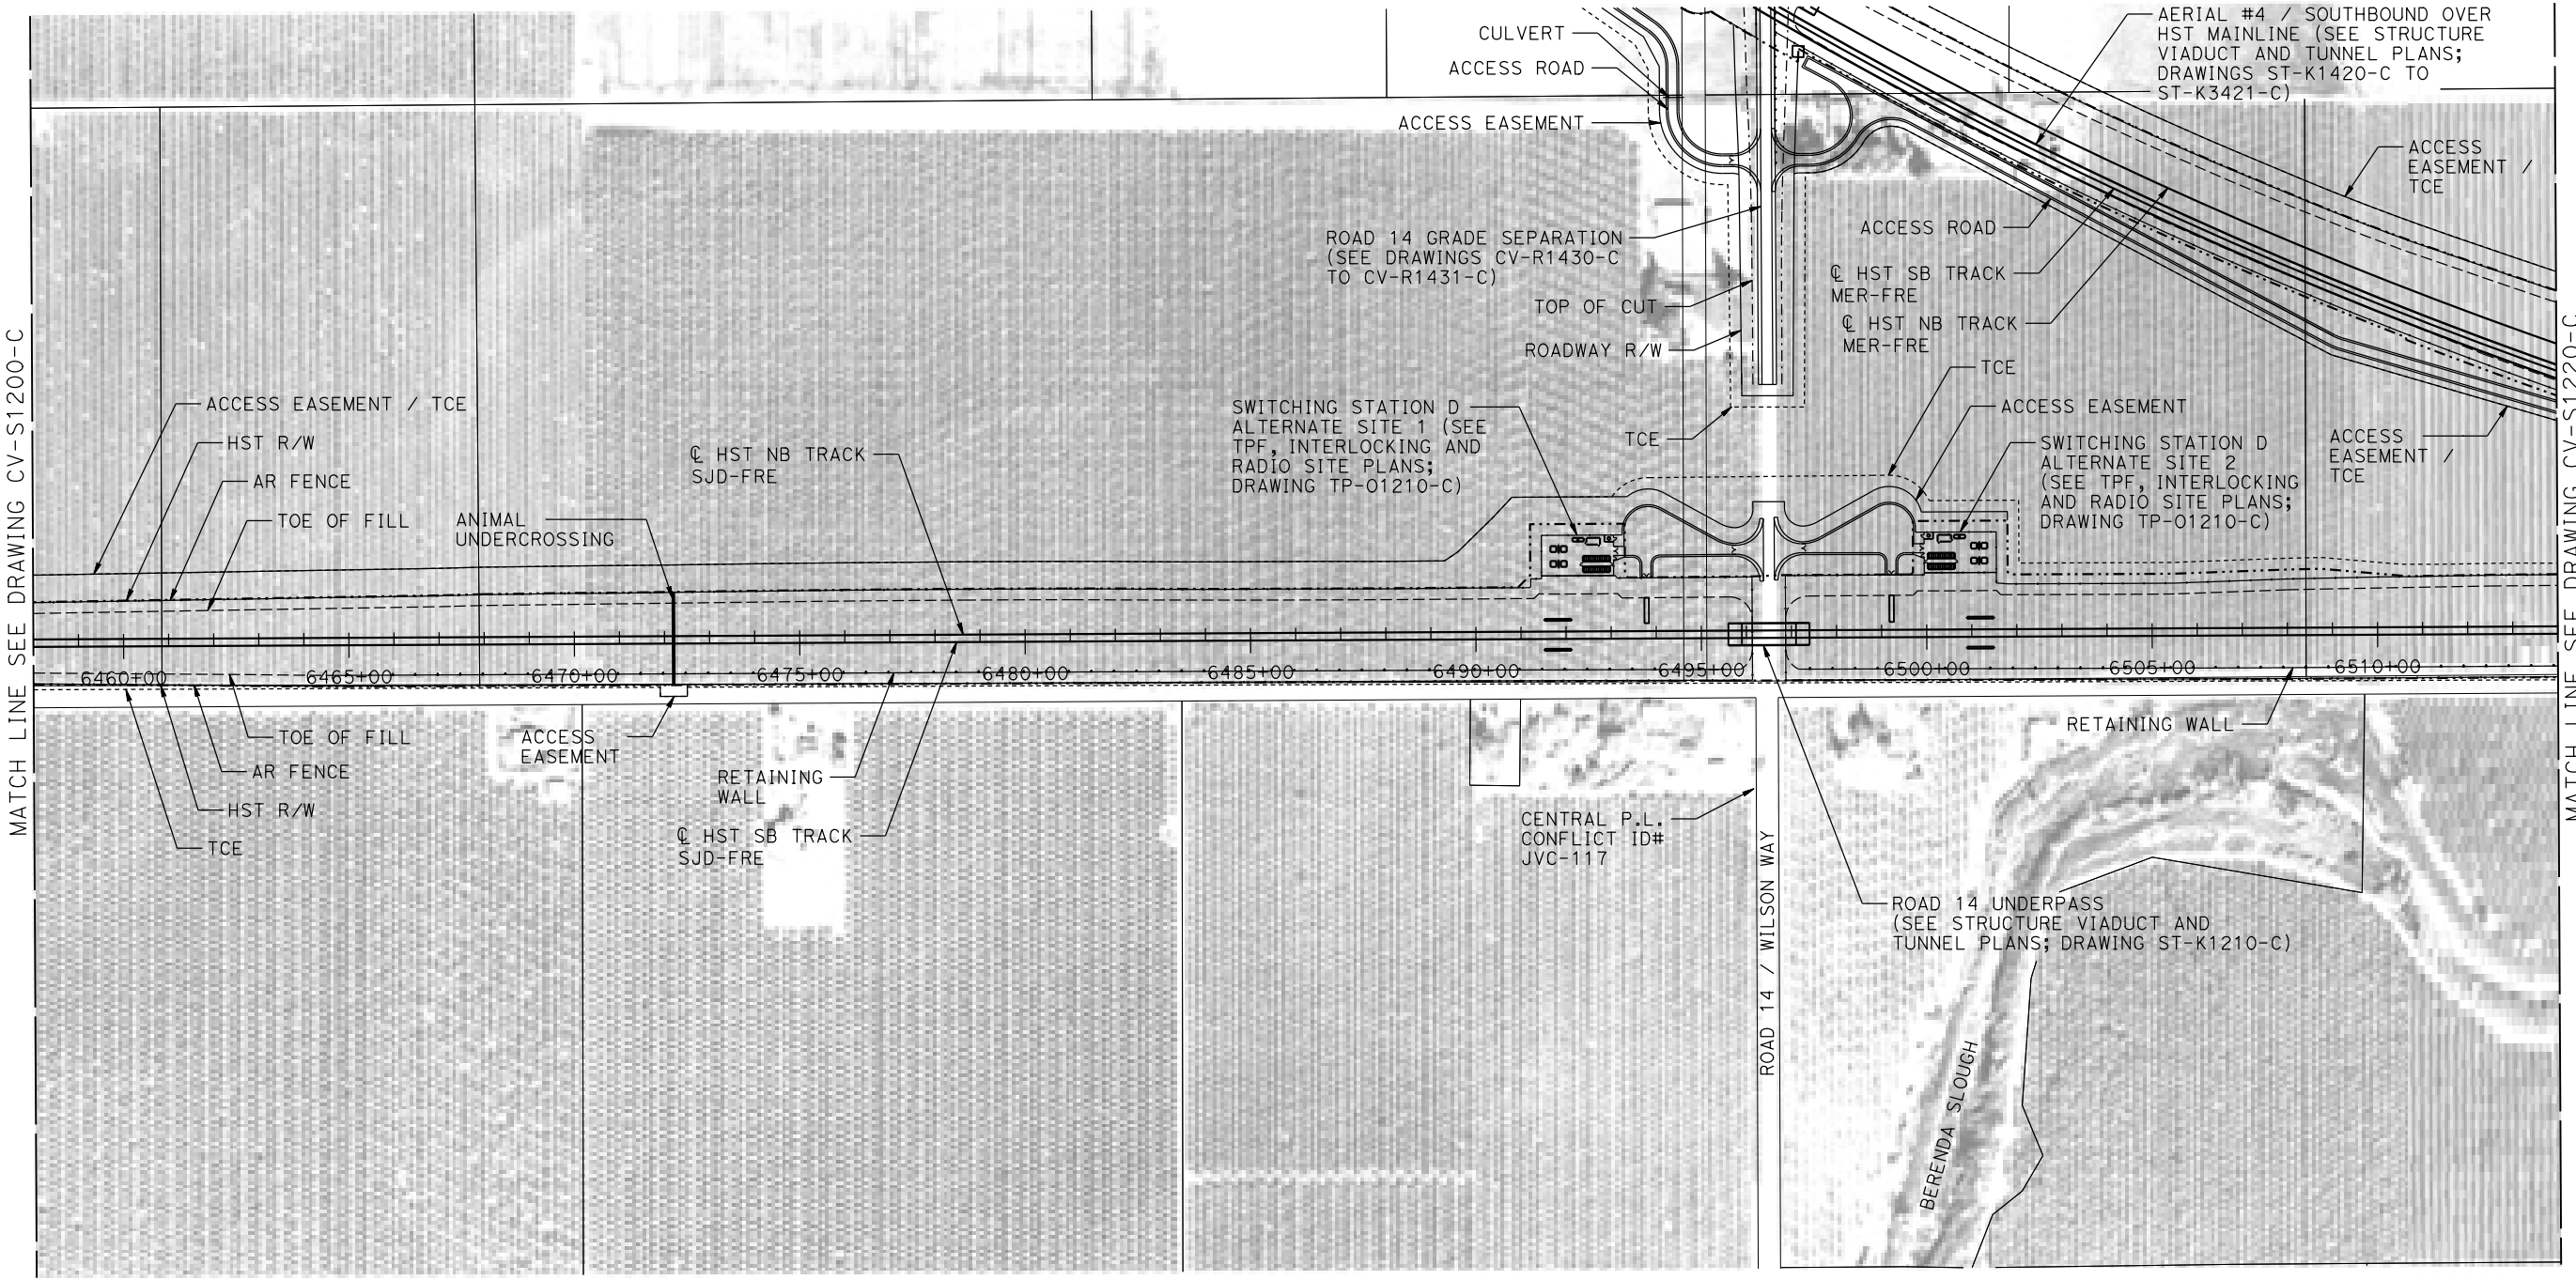 MATCH LINE SEE DRAWING CV-S1200-C
CULVERT
ACCESS ROAD
ACCESS EASEMENT
AERIAL #4 / SOUTHBOUND OVER
HST MAINLINE (SEE STRUCTURE
VIADUCT AND TUNNEL PLANS;
DRAWINGS ST-K1420-C TO
ST-K3421-C)
ACCESS
EASEMENT /
TCE
ROAD 14 GRADE SEPARATION
(SEE DRAWINGS CV-R1430-C
TO CV-R1431-C)
TOP OF CUT
ROADWAY R/W
ACCESS ROAD
℄ HST SB TRACK
MER-FRE
℄ HST NB TRACK
MER-FRE
TCE
ACCESS EASEMENT / TCE
HST R/W
AR FENCE
TOE OF FILL
ANIMAL
UNDERCROSSING
℄ HST NB TRACK
SJD-FRE
SWITCHING STATION D
ALTERNATE SITE 1 (SEE
TPF, INTERLOCKING AND
RADIO SITE PLANS;
DRAWING TP-O1210-C)
TCE
ACCESS EASEMENT
SWITCHING STATION D
ALTERNATE SITE 2
(SEE TPF, INTERLOCKING
AND RADIO SITE PLANS;
DRAWING TP-O1210-C)
ACCESS
EASEMENT /
TCE
6460+00
6465+00
6470+00
6475+00
6480+00
6485+00
6490+00
6495+00
6500+00
6505+00
6510+00
TOE OF FILL
AR FENCE
HST R/W
TCE
ACCESS
EASEMENT
RETAINING
WALL
℄ HST SB TRACK
SJD-FRE
CENTRAL P.L.
CONFLICT ID#
JVC-117
ROAD 14 / WILSON WAY
RETAINING WALL
ROAD 14 UNDERPASS
(SEE STRUCTURE VIADUCT AND
TUNNEL PLANS; DRAWING ST-K1210-C)
BERENDA SLOUGH
MATCH LINE SEE DRAWING CV-S1220-C